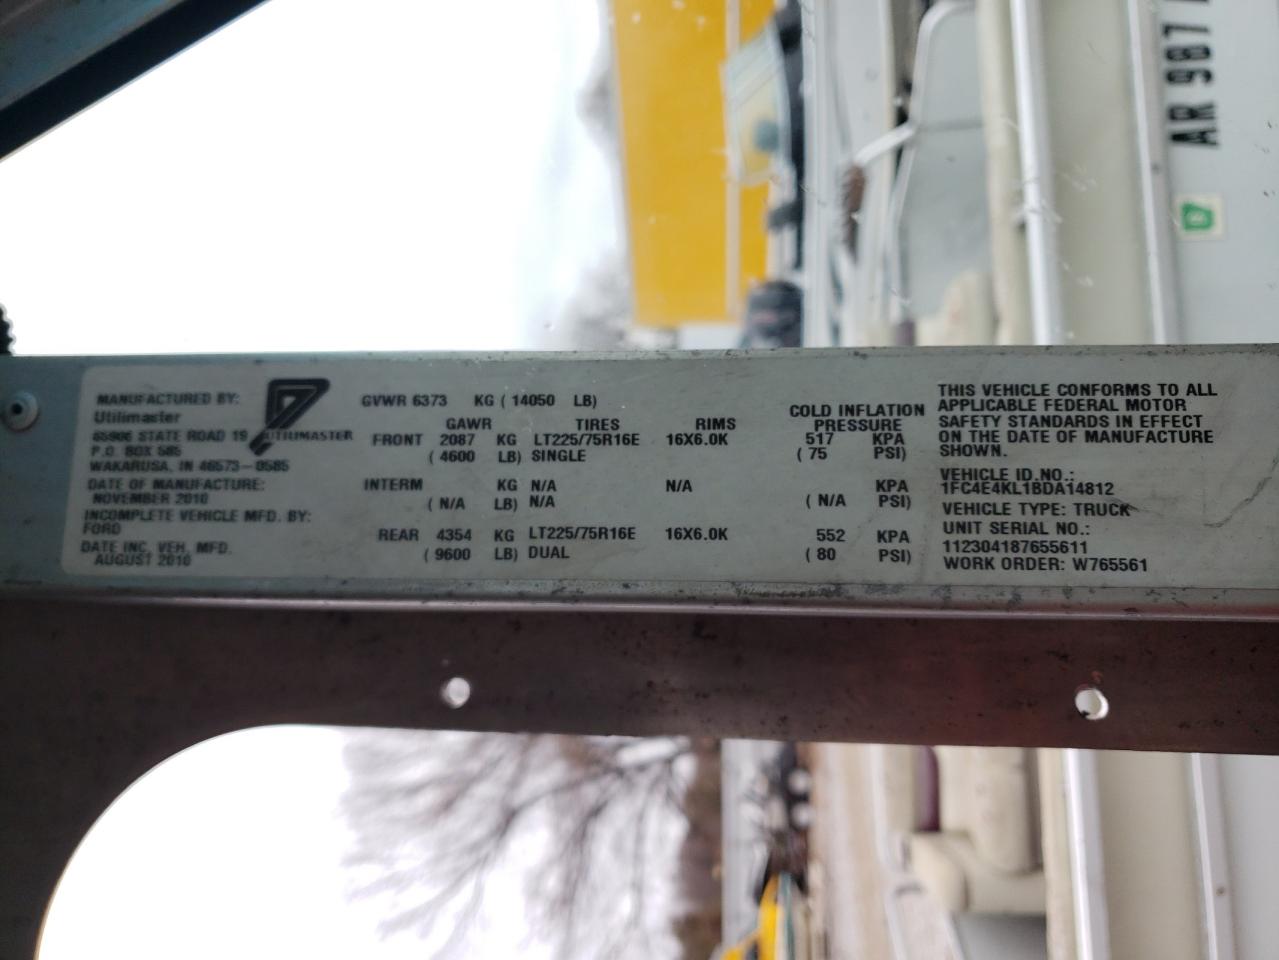 MANUFACTURED BY:
Utilimaster
65906 STATE ROAD 19
P.O. BOX 585
WAKARUSA, IN 46573-0585
DATE OF MANUFACTURE:
NOVEMBER 2010
INCOMPLETE VEHICLE MFD. BY:
FORD
DATE INC. VEH. MFD.
AUGUST 2010
UTILIMASTER
GVWR 6373 KG ( 14050 LB)
GAWR TIRES RIMS COLD INFLATION PRESSURE
FRONT 2087 KG LT225/75R16E 16X6.0K 517 KPA
( 4600 LB) SINGLE ( 75 PSI)
INTERM KG N/A N/A KPA
( N/A LB) N/A ( N/A PSI)
REAR 4354 KG LT225/75R16E 16X6.0K 552 KPA
( 9600 LB) DUAL ( 80 PSI)
THIS VEHICLE CONFORMS TO ALL
APPLICABLE FEDERAL MOTOR
SAFETY STANDARDS IN EFFECT
ON THE DATE OF MANUFACTURE
SHOWN.
VEHICLE ID.NO.:
1FC4E4KL1BDA14812
VEHICLE TYPE: TRUCK
UNIT SERIAL NO.:
112304187655611
WORK ORDER: W765561
AR 987